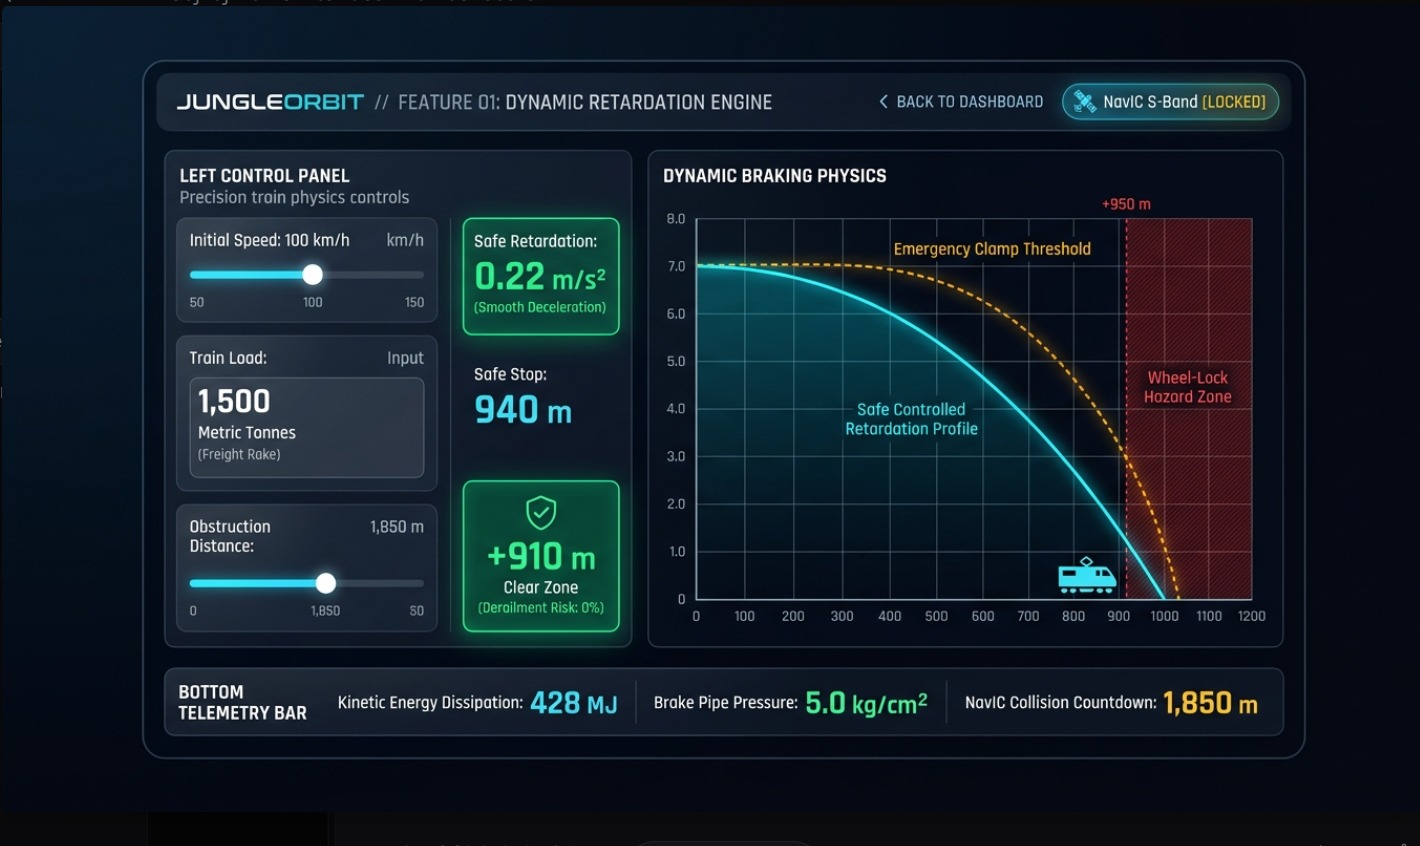 JUNGLEORBIT // FEATURE 01: DYNAMIC RETARDATION ENGINE
BACK TO DASHBOARD
NavIC S-Band [LOCKED]
LEFT CONTROL PANEL
Precision train physics controls
Initial Speed: 100 km/h km/h
50 100 150
Train Load: Input
1,500
Metric Tonnes
(Freight Rake)
Obstruction
Distance:
1,850 m
0 1,850 50
Safe Retardation:
0.22 m/s²
(Smooth Deceleration)
Safe Stop:
940 m
+910 m
Clear Zone
(Derailment Risk: 0%)
DYNAMIC BRAKING PHYSICS
+950 m
8.0
7.0
6.0
5.0
4.0
3.0
2.0
1.0
0
Emergency Clamp Threshold
Safe Controlled
Retardation Profile
Wheel-Lock
Hazard Zone
0 100 200 300 400 500 600 700 800 900 1000 1100 1200
BOTTOM
TELEMETRY BAR
Kinetic Energy Dissipation: 428 MJ
Brake Pipe Pressure: 5.0 kg/cm²
NavIC Collision Countdown: 1,850 m